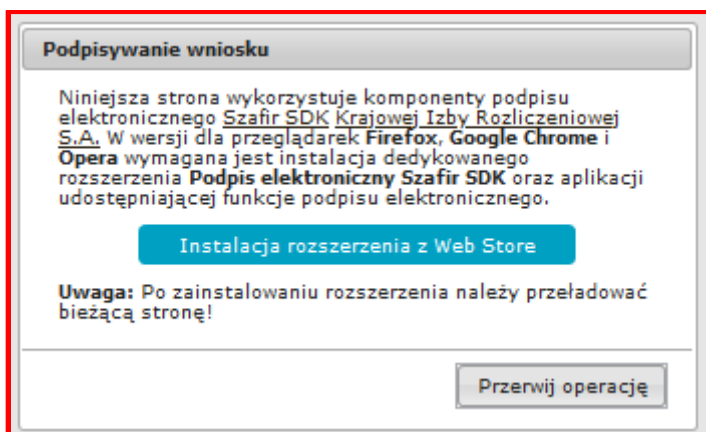 Podpisywanie wniosku
Niniejsza strona wykorzystuje komponenty podpisu
elektronicznego Szafir SDK Krajowej Izby Rozliczeniowej
S.A. W wersji dla przeglądarek Firefox, Google Chrome i
Opera wymagana jest instalacja dedykowanego
rozszerzenia Podpis elektroniczny Szafir SDK oraz aplikacji
udostępniającej funkcje podpisu elektronicznego.
Instalacja rozszerzenia z Web Store
Uwaga: Po zainstalowaniu rozszerzenia należy przeładować
bieżącą stronę!
Przerwij operację